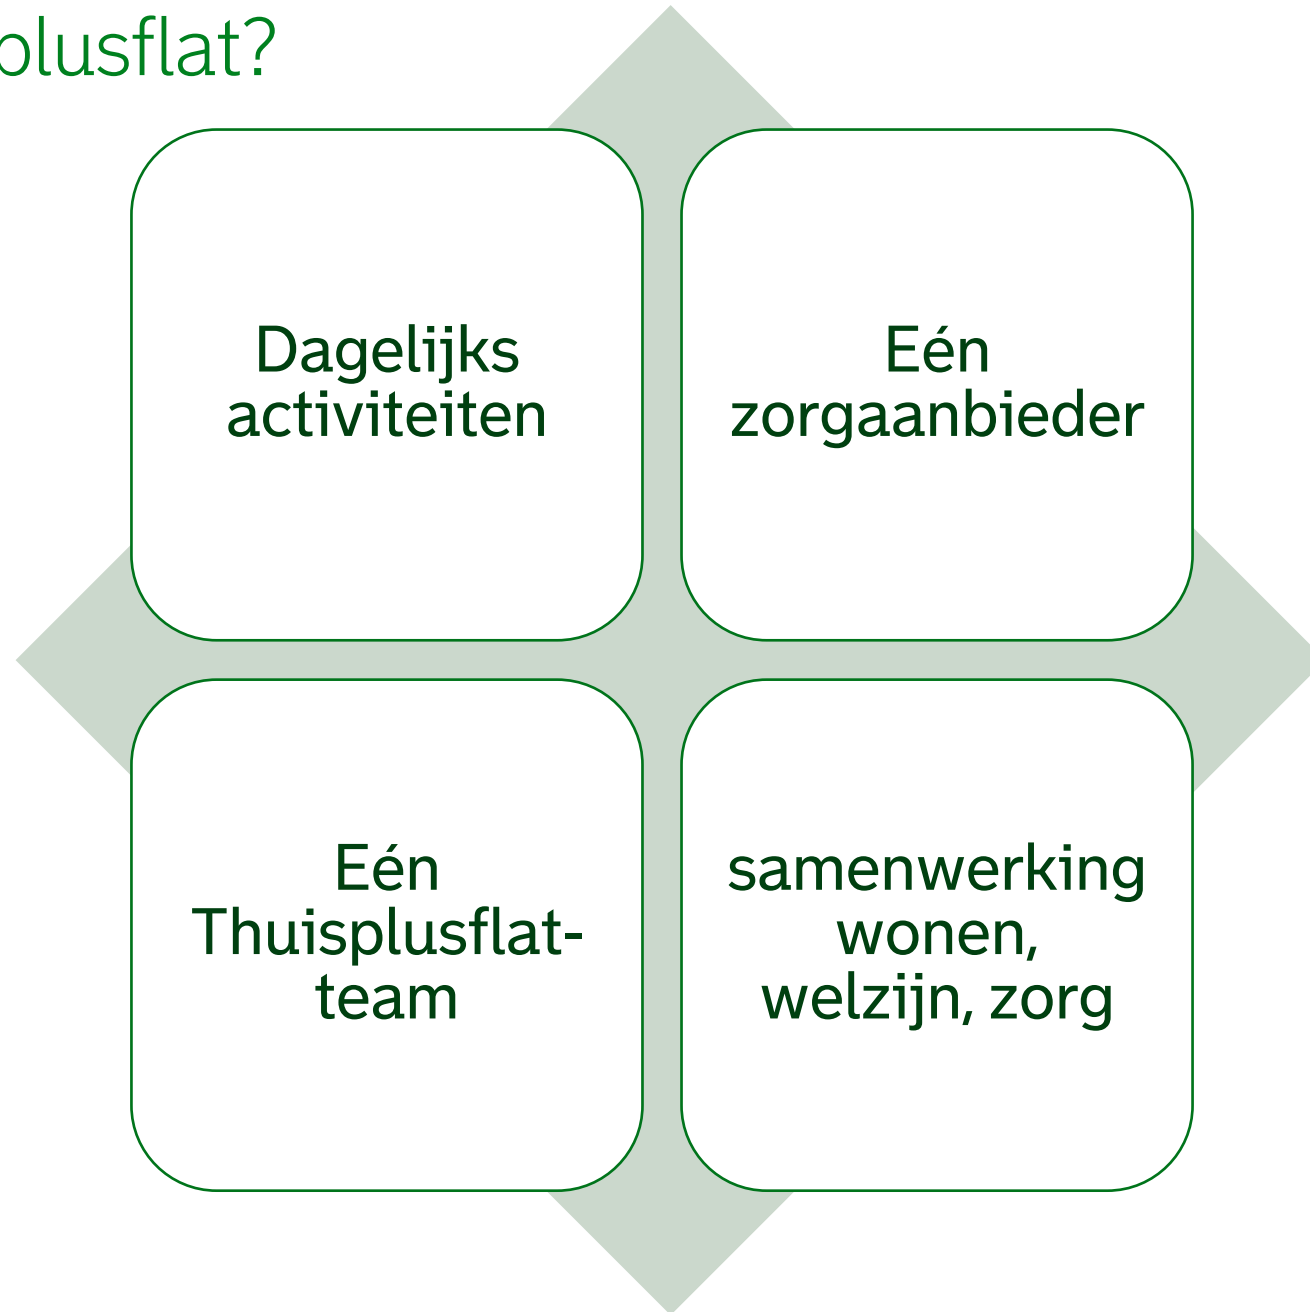 plusflat?
Dagelijks
activiteiten
Eén
zorgaanbieder
Eén
Thuisplusflat-
team
samenwerking
wonen,
welzijn, zorg